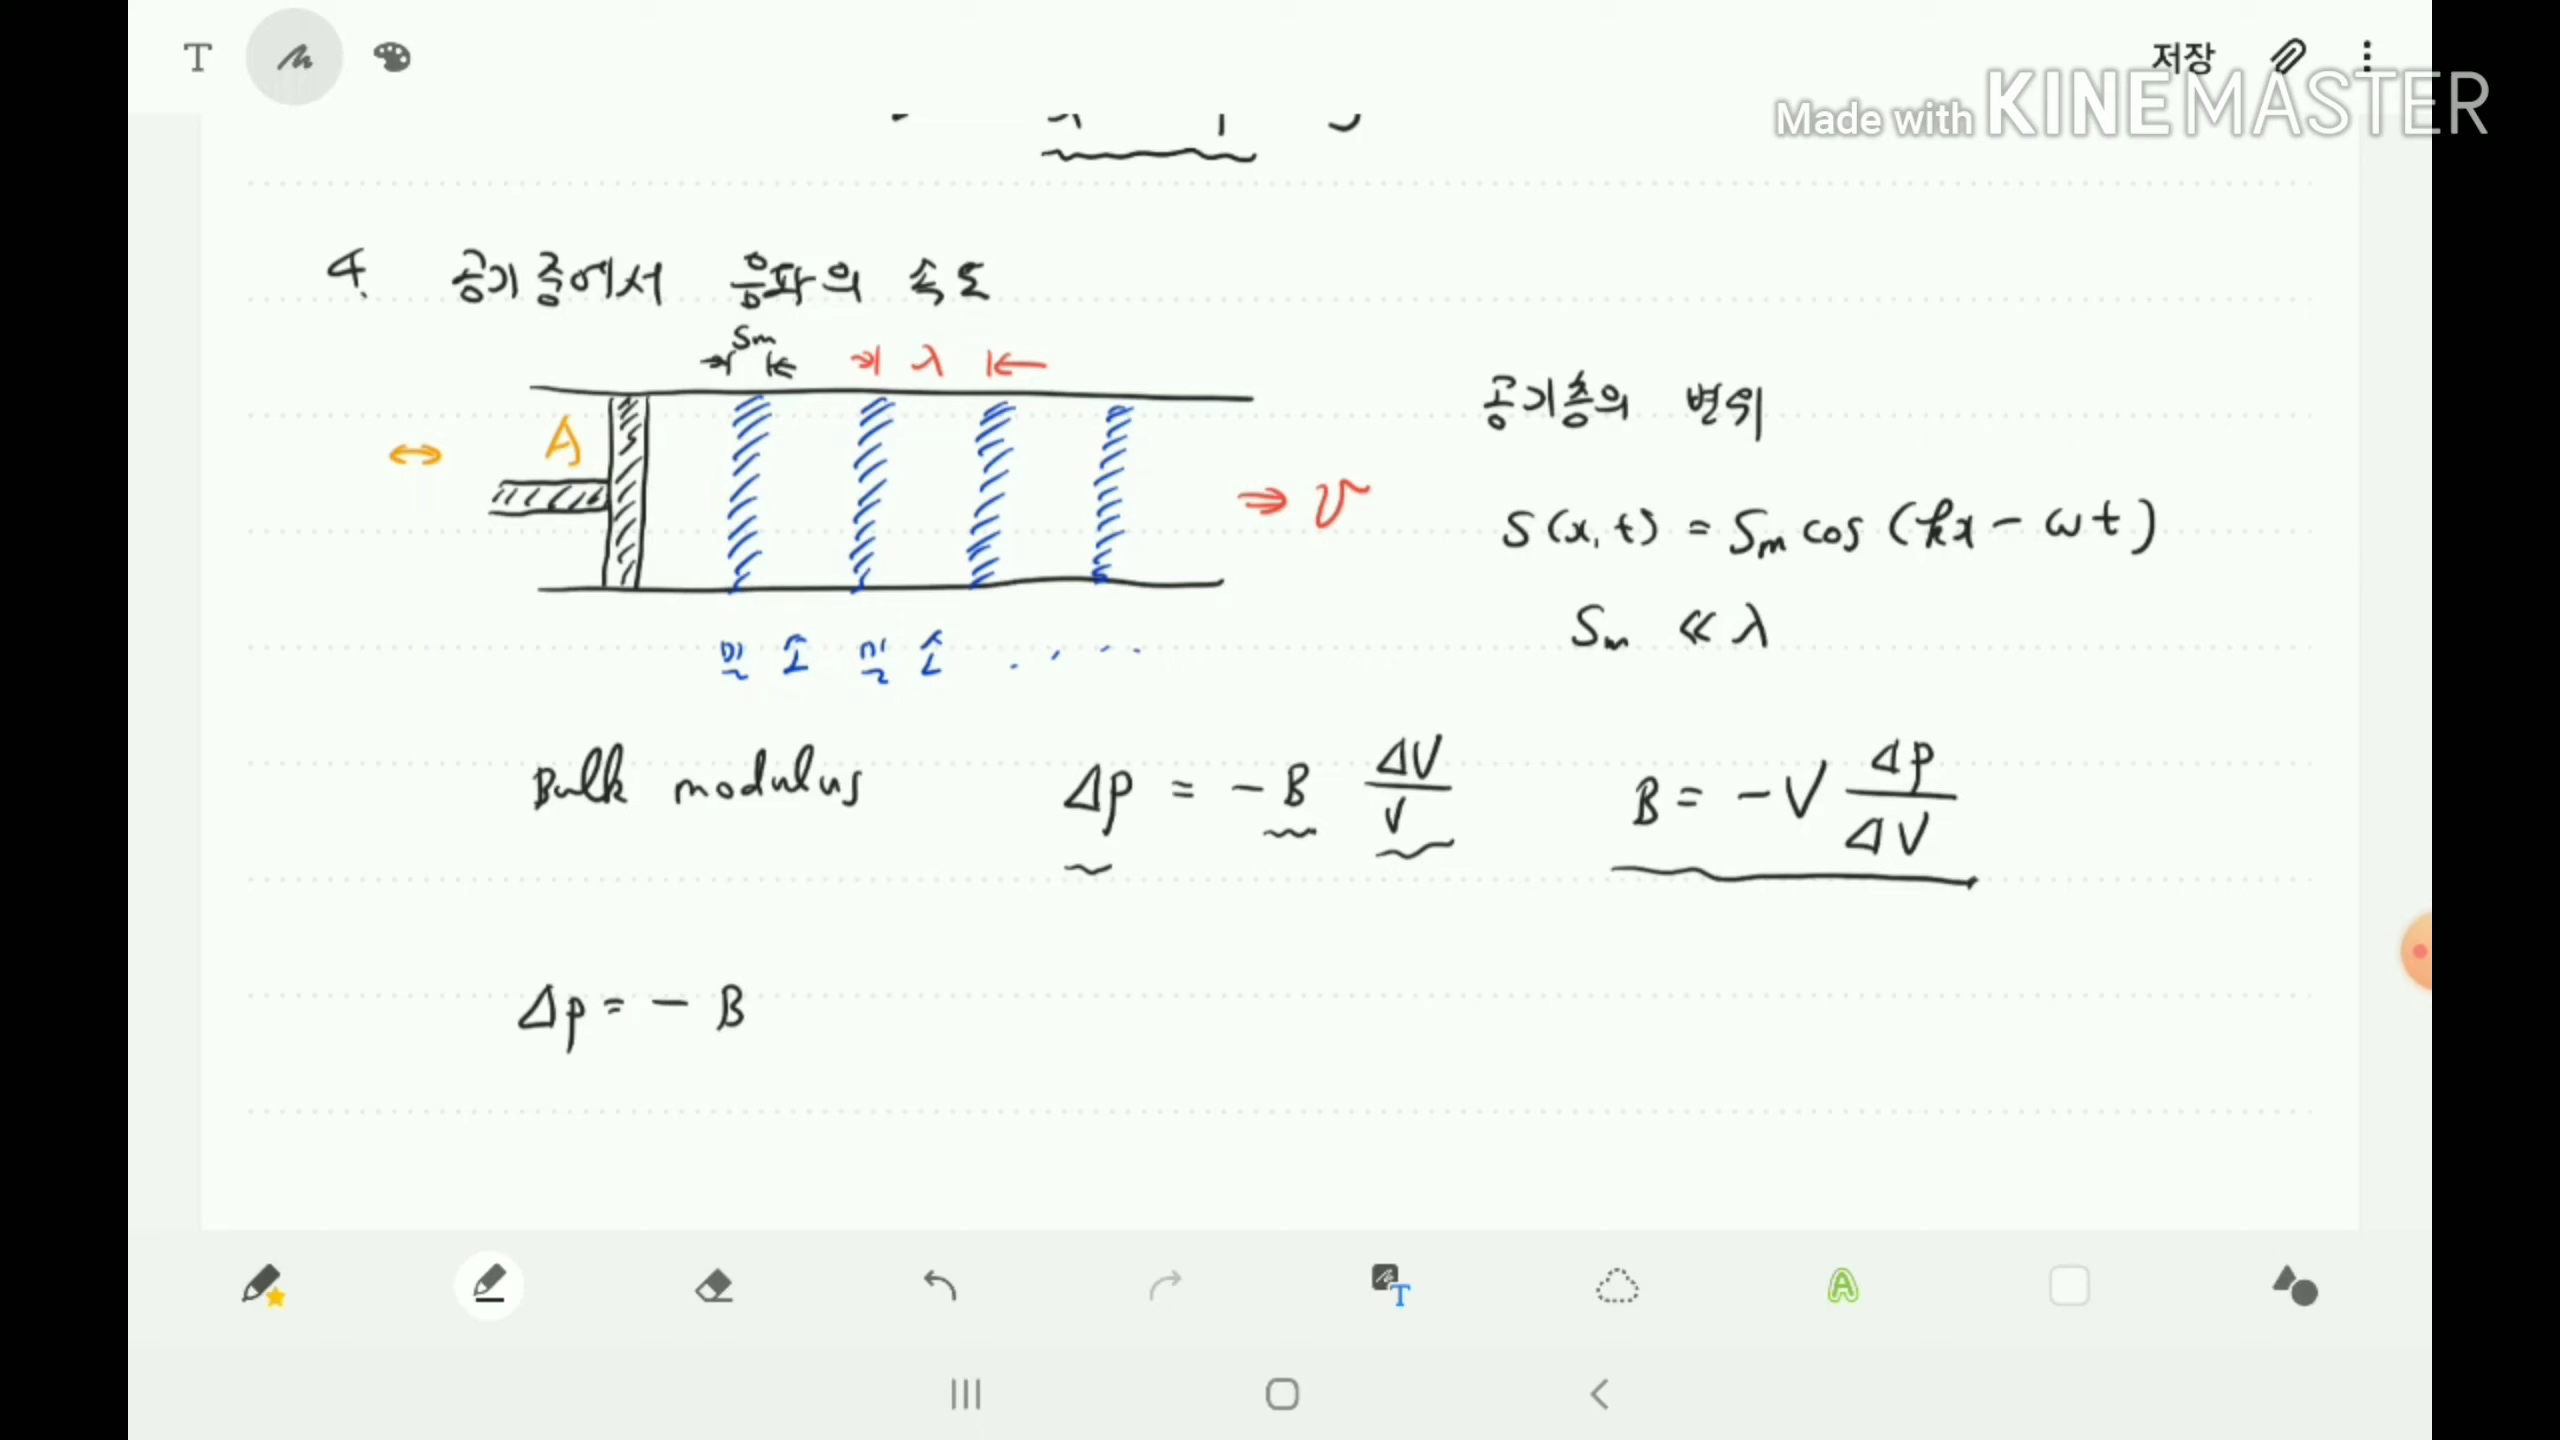 T 저장
Made with KINEMASTER
4. 공기중에서 음파의 속도
Sm λ
A
v
밀 소 밀 소 . . . .
공기층의 변위
S(x,t) = Sm cos(kx - ωt)
Sm ≪ λ
Bulk modulus Δp = -B ΔV/V B = -V Δp/ΔV
Δp = - B